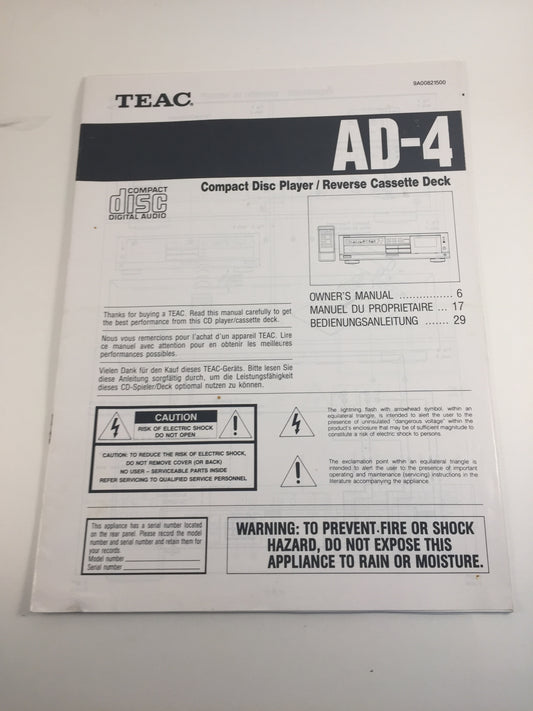 9A00821500
TEAC®
AD-4
Compact Disc Player / Reverse Cassette Deck
COMPACT
disc
DIGITAL AUDIO
OWNER'S MANUAL ................ 6
MANUEL DU PROPRIETAIRE ... 17
BEDIENUNGSANLEITUNG ....... 29
Thanks for buying a TEAC. Read this manual carefully to get
the best performance from this CD player/cassette deck.
Nous vous remercions pour l'achat d'un appareil TEAC. Lire
ce manuel avec attention pour en obtenir les meilleures
performances possibles.
Vielen Dank für den Kauf dieses TEAC-Geräts. Bitte lesen Sie
diese Anleitung sorgfältig durch, um die Leistungsfähigkeit
dieses CD-Spieler/Deck optional nutzen zu können.
CAUTION
RISK OF ELECTRIC SHOCK
DO NOT OPEN
CAUTION: TO REDUCE THE RISK OF ELECTRIC SHOCK,
DO NOT REMOVE COVER (OR BACK)
NO USER – SERVICEABLE PARTS INSIDE
REFER SERVICING TO QUALIFIED SERVICE PERSONNEL
The lightning flash with arrowhead symbol, within an
equilateral triangle, is intended to alert the user to the
presence of uninsulated "dangerous voltage" within the
product's enclosure that may be of sufficient magnitude to
constitute a risk of electric shock to persons.
The exclamation point within an equilateral triangle is
intended to alert the user to the presence of important
operating and maintenance (servicing) instructions in the
literature accompanying the appliance.
This appliance has a serial number located
on the rear panel. Please record the model
number and serial number and retain them for
your records.
Model number
Serial number
WARNING: TO PREVENT FIRE OR SHOCK
HAZARD, DO NOT EXPOSE THIS
APPLIANCE TO RAIN OR MOISTURE.